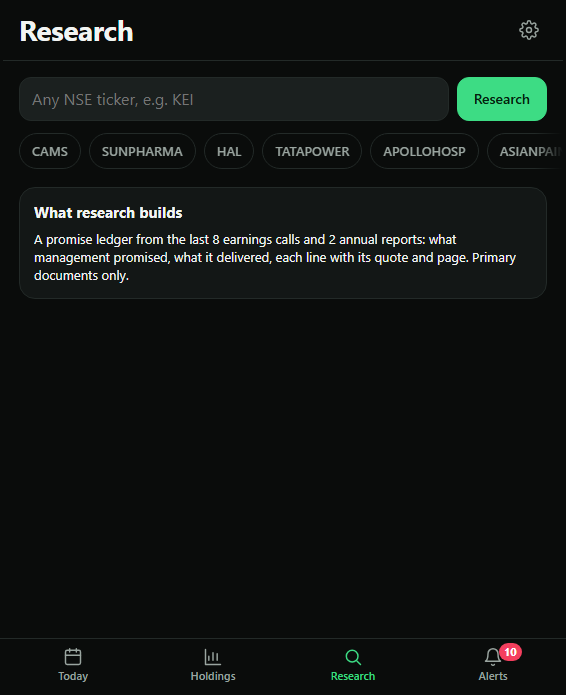 Research
Any NSE ticker, e.g. KEI
Research
CAMS
SUNPHARMA
HAL
TATAPOWER
APOLLOHOSP
ASIANPAI
What research builds
A promise ledger from the last 8 earnings calls and 2 annual reports: what
management promised, what it delivered, each line with its quote and page. Primary
documents only.
Today
Holdings
Research
10
Alerts